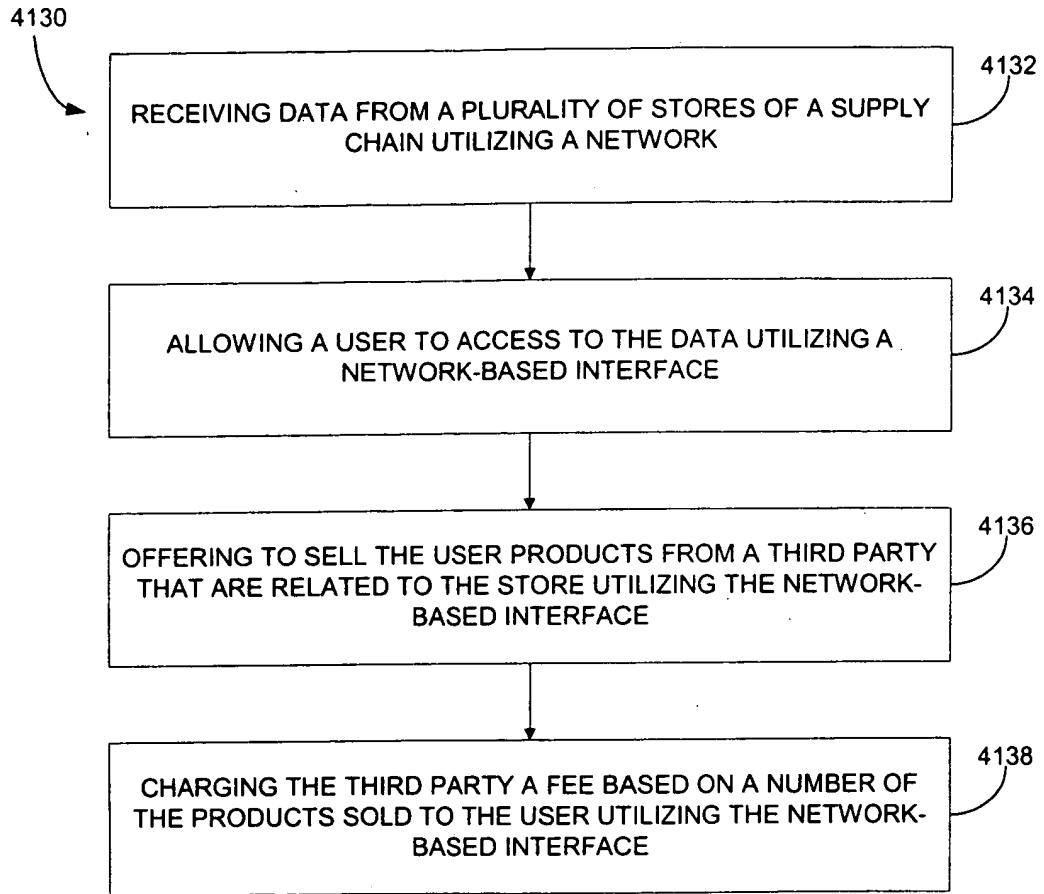 4130
4132
RECEIVING DATA FROM A PLURALITY OF STORES OF A SUPPLY
CHAIN UTILIZING A NETWORK
4134
ALLOWING A USER TO ACCESS TO THE DATA UTILIZING A
NETWORK-BASED INTERFACE
4136
OFFERING TO SELL THE USER PRODUCTS FROM A THIRD PARTY
THAT ARE RELATED TO THE STORE UTILIZING THE NETWORK-
BASED INTERFACE
4138
CHARGING THE THIRD PARTY A FEE BASED ON A NUMBER OF
THE PRODUCTS SOLD TO THE USER UTILIZING THE NETWORK-
BASED INTERFACE